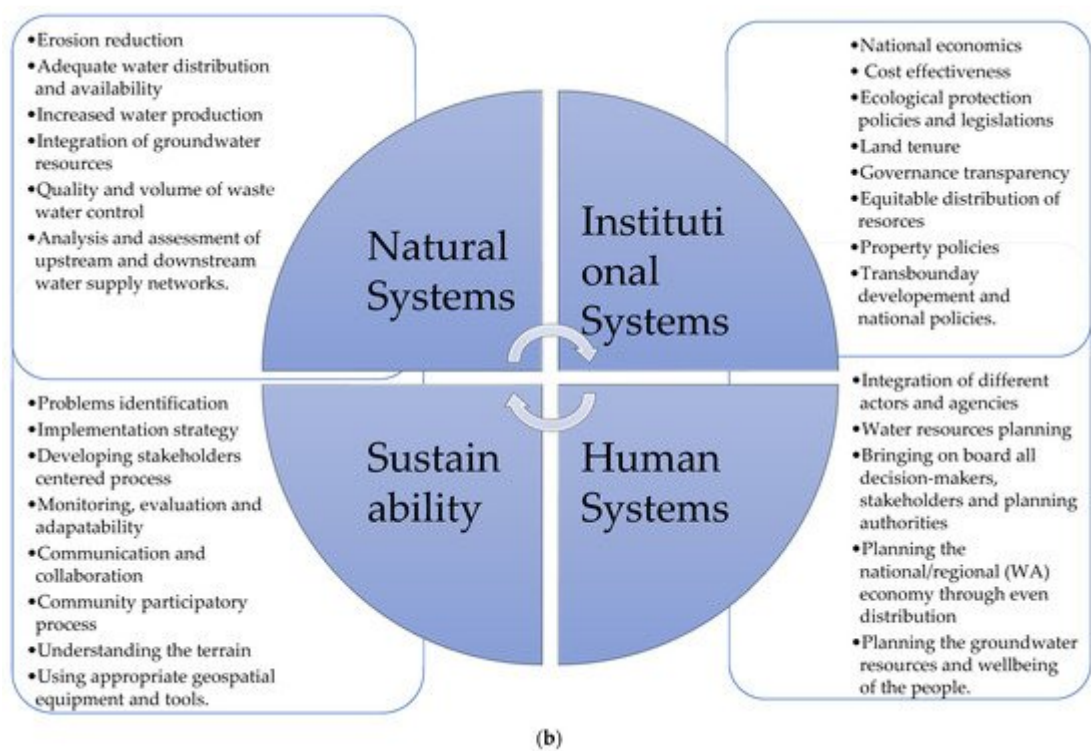 •Erosion reduction
•Adequate water distribution
and availability
•Increased water production
•Integration of groundwater
resources
•Quality and volume of waste
water control
•Analysis and assessment of
upstream and downstream
water supply networks.
Natural
Systems
Instituti
onal
Systems
•National economics
• Cost effectiveness
•Ecological protection
policies and legislations
•Land tenure
•Governance transparency
•Equitable distribution of
resorces
•Property policies
•Transbounday
developement and
national policies.
•Problems identification
•Implementation strategy
•Developing stakeholders
centered process
•Monitoring, evaluation and
adapatability
•Communication and
collaboration
•Community participatory
process
•Understanding the terrain
•Using appropriate geospatial
equipment and tools.
Sustain
ability
Human
Systems
•Integration of different
actors and agencies
•Water resources planning
•Bringing on board all
decision-makers,
stakeholders and planning
authorities
•Planning the
national/regional (WA)
economy through even
distribution
•Planning the groundwater
resources and wellbeing
of the people.
(b)